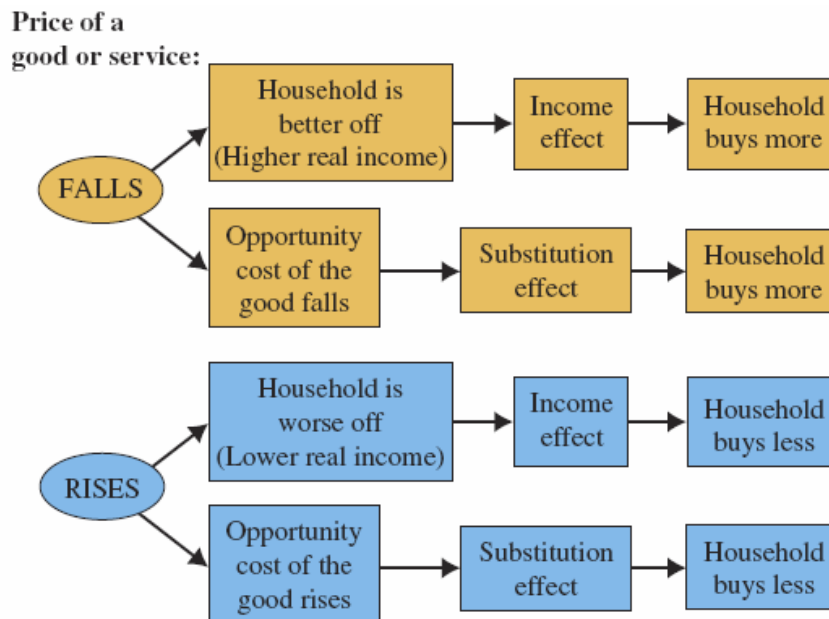 Price of a
good or service:
FALLS
Household is
better off
(Higher real income)
Income
effect
Household
buys more
Opportunity
cost of the
good falls
Substitution
effect
Household
buys more
RISES
Household is
worse off
(Lower real income)
Income
effect
Household
buys less
Opportunity
cost of the
good rises
Substitution
effect
Household
buys less